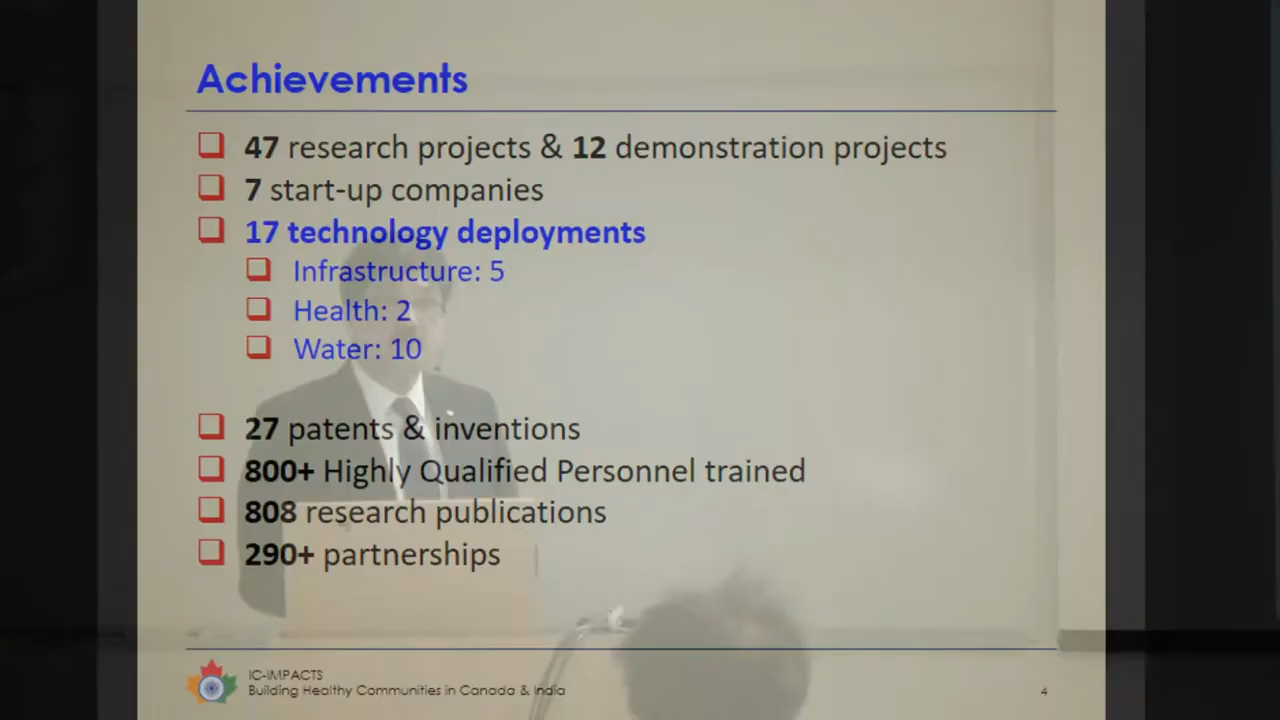 Achievements
47 research projects & 12 demonstration projects
7 start-up companies
17 technology deployments
Infrastructure: 5
Health: 2
Water: 10
27 patents & inventions
800+ Highly Qualified Personnel trained
808 research publications
290+ partnerships
IC-IMPACTS
Building Healthy Communities in Canada & India
4